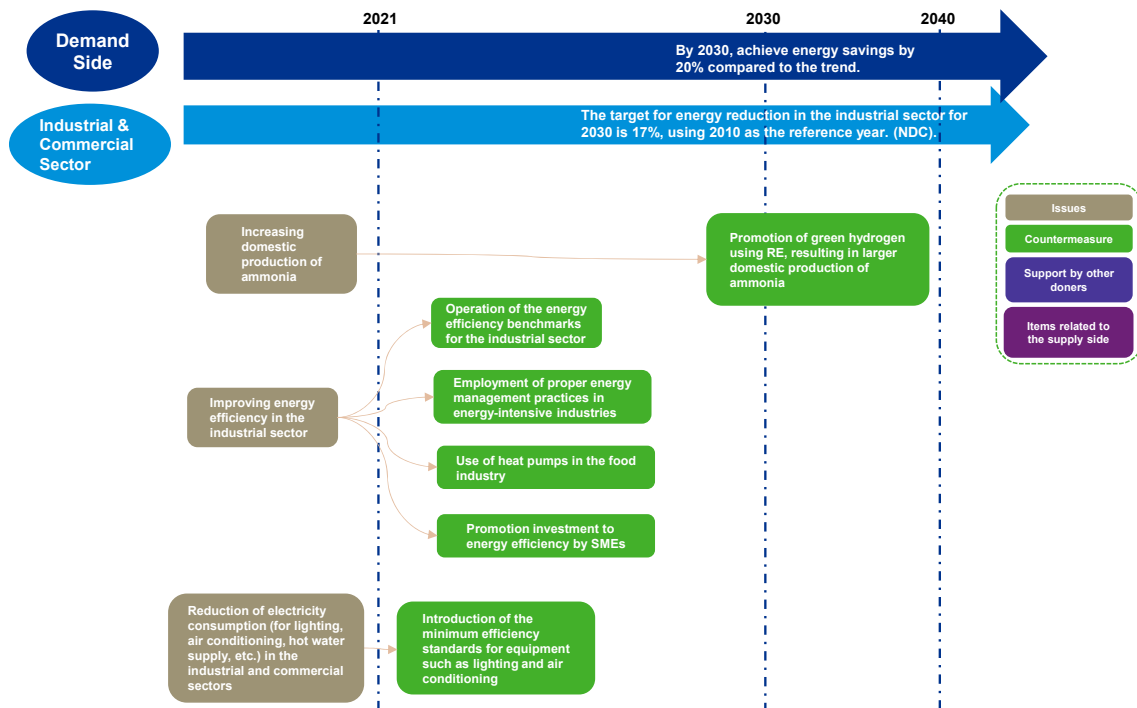 2021
2030
2040
Demand
Side
By 2030, achieve energy savings by
20% compared to the trend.
Industrial &
Commercial
Sector
The target for energy reduction in the industrial sector for
2030 is 17%, using 2010 as the reference year. (NDC).
Issues
Countermeasure
Support by other
doners
Items related to
the supply side
Increasing
domestic
production of
ammonia
Promotion of green hydrogen
using RE, resulting in larger
domestic production of
ammonia
Improving energy
efficiency in the
industrial sector
Operation of the energy
efficiency benchmarks
for the industrial sector
Employment of proper energy
management practices in
energy-intensive industries
Use of heat pumps in the food
industry
Promotion investment to
energy efficiency by SMEs
Reduction of electricity
consumption (for lighting,
air conditioning, hot water
supply, etc.) in the
industrial and commercial
sectors
Introduction of the
minimum efficiency
standards for equipment
such as lighting and air
conditioning